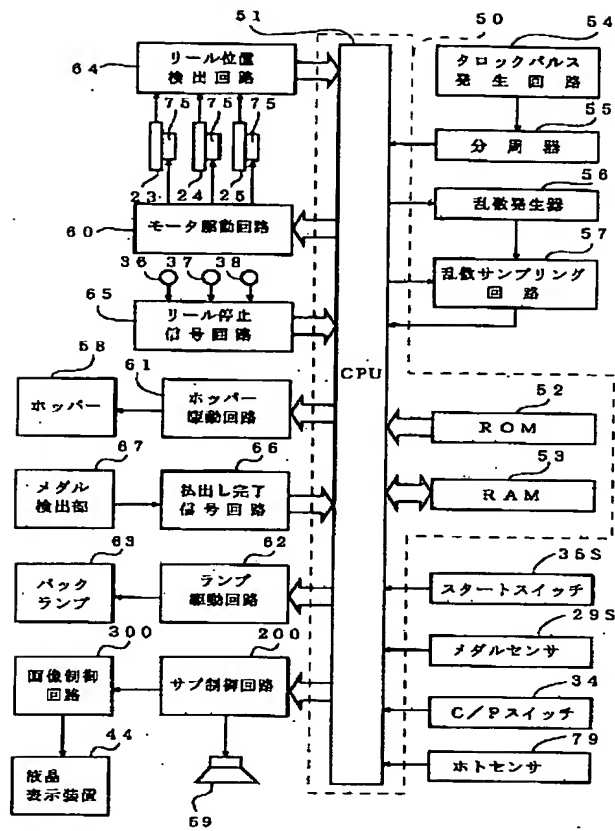 51
50
54
64
リール位置
検出回路
クロックパルス
発生回路
75
75
75
55
分周器
23
24
25
56
乱数発生器
60
モータ駆動回路
57
乱数サンプリング
回路
36
37
38
65
リール停止
信号回路
CPU
58
ホッパー
61
ホッパー
駆動回路
52
ROM
67
メダル
検出部
66
払出し完了
信号回路
53
RAM
63
バック
ランプ
62
ランプ
駆動回路
36S
スタートスイッチ
29S
メダルセンサ
300
画像制御
回路
200
サブ制御回路
34
C/Pスイッチ
79
ホトセンサ
44
液晶
表示装置
59